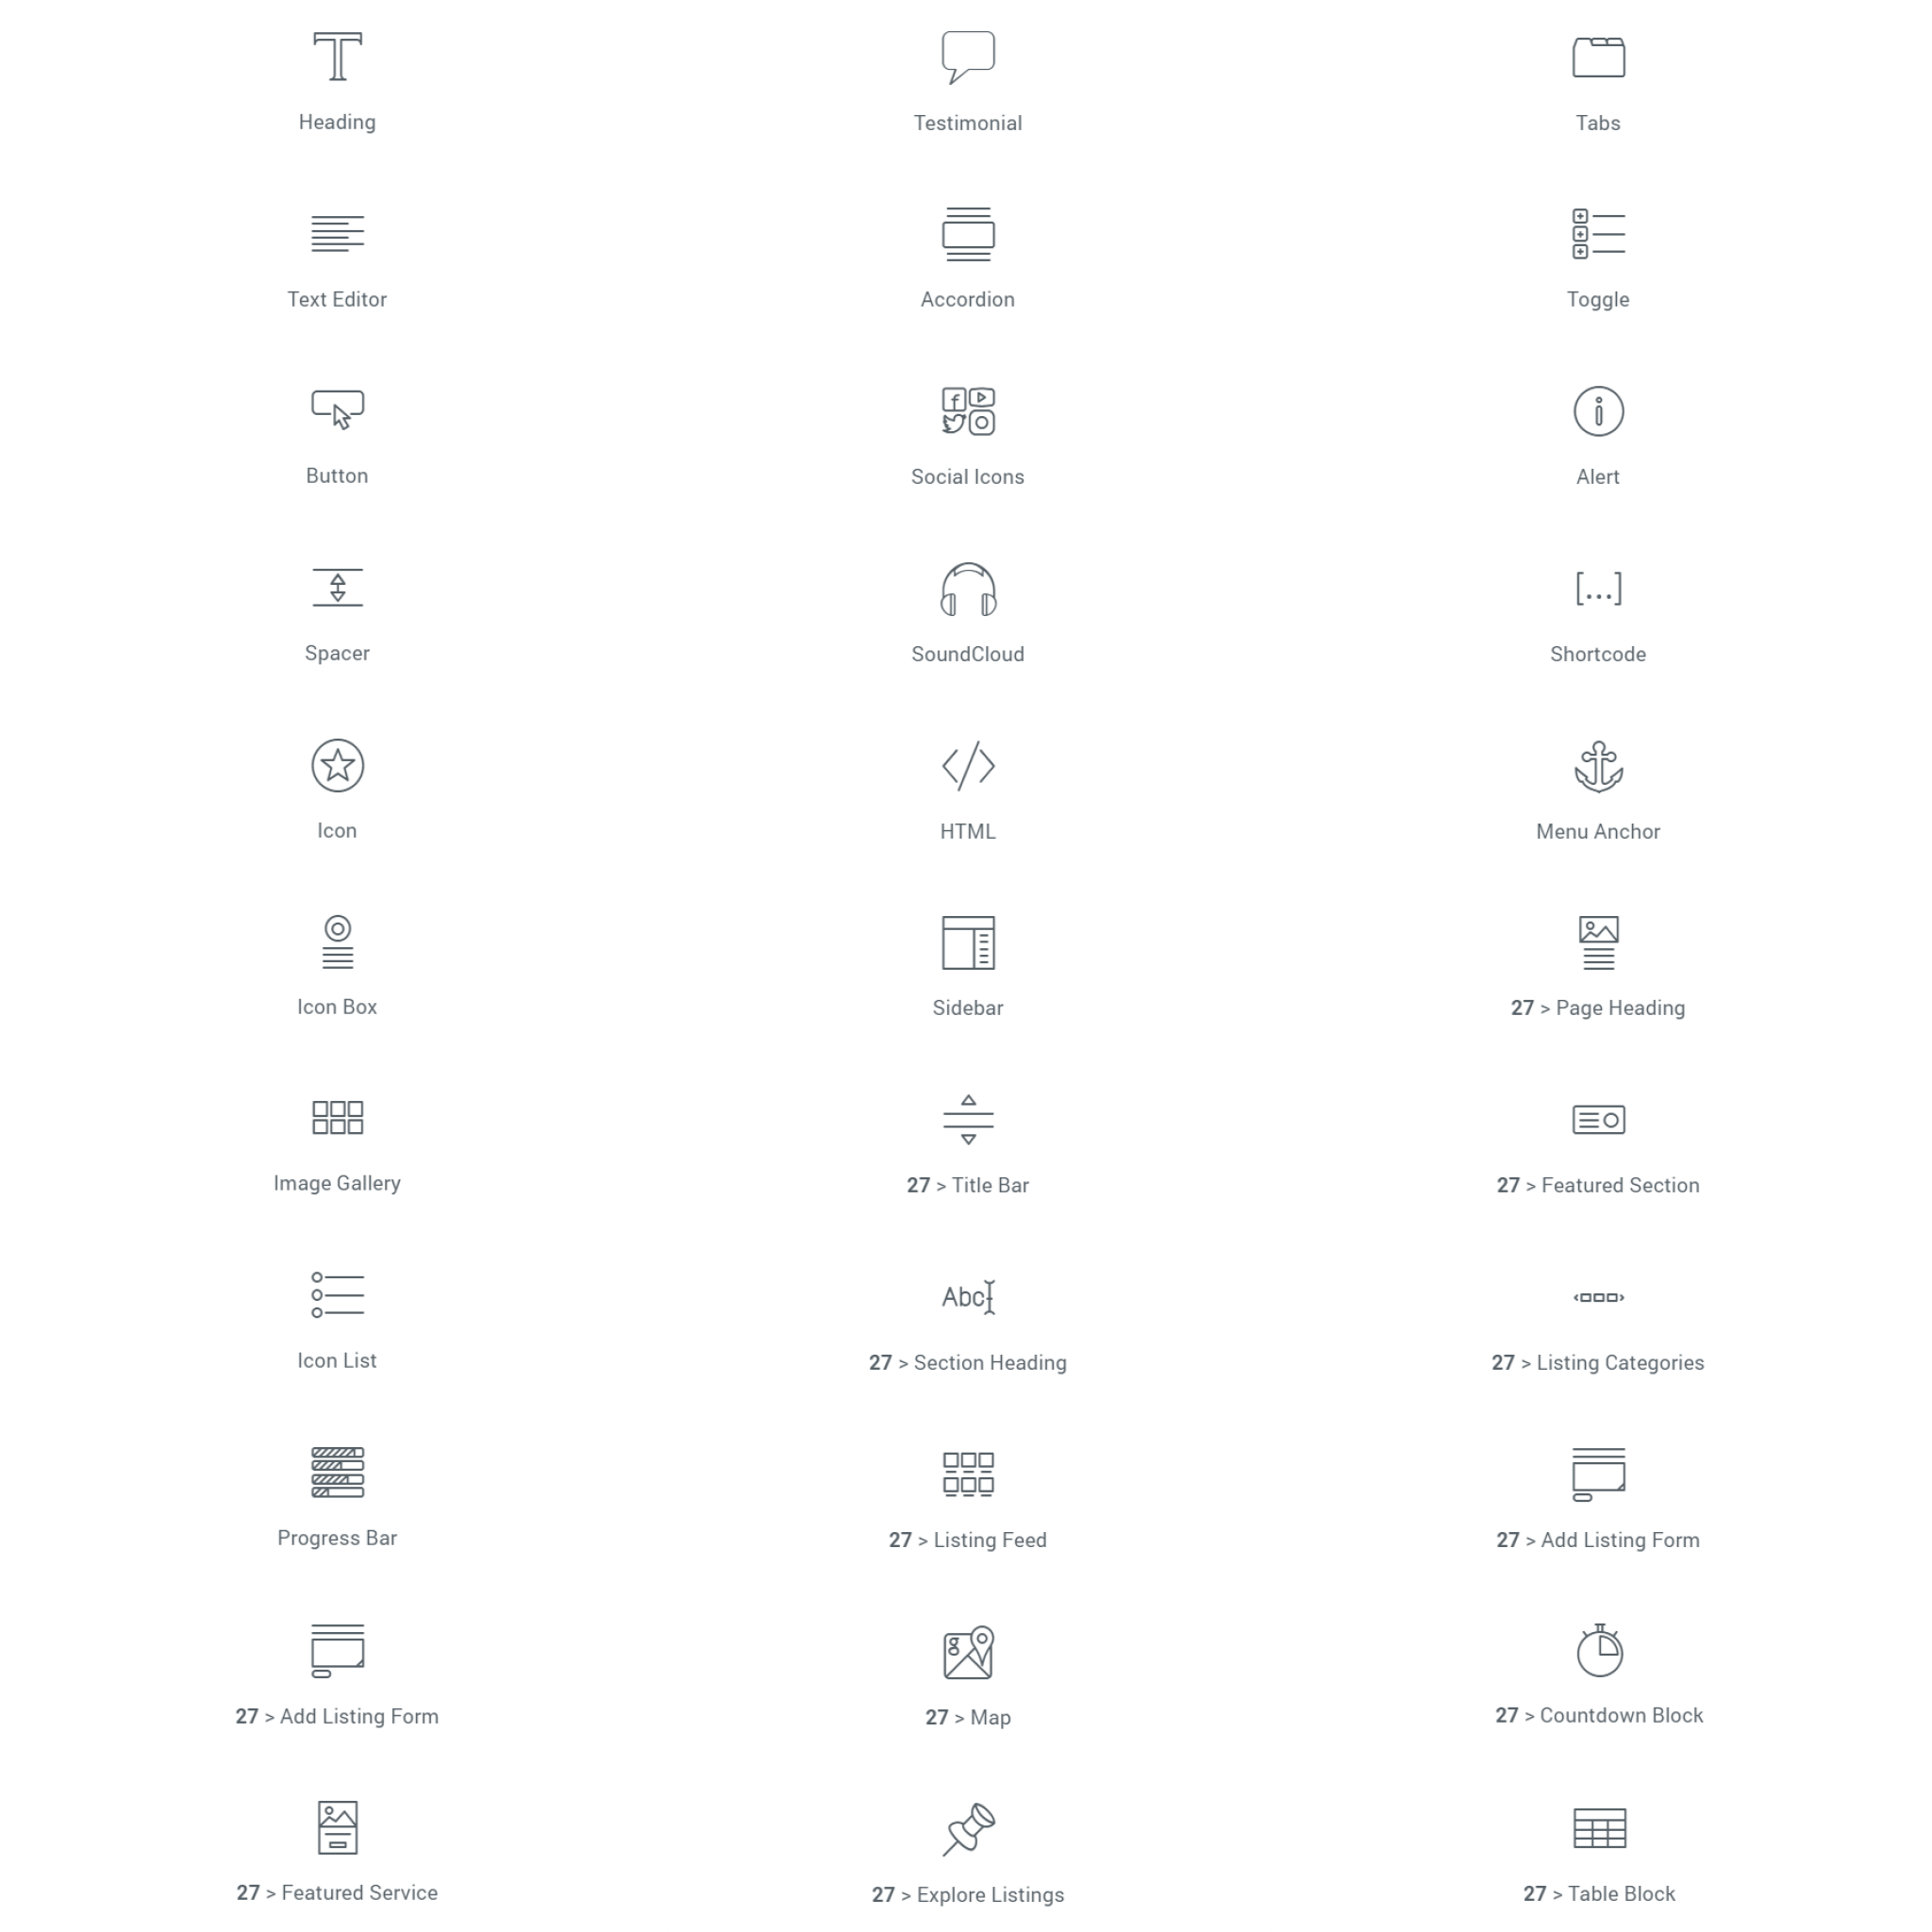 Heading
Testimonial
Tabs
Text Editor
Accordion
Toggle
Button
Social Icons
Alert
Spacer
SoundCloud
[...]
Shortcode
Icon
</>
HTML
Menu Anchor
Icon Box
Sidebar
27 > Page Heading
Image Gallery
27 > Title Bar
27 > Featured Section
Icon List
Abc
27 > Section Heading
27 > Listing Categories
Progress Bar
27 > Listing Feed
27 > Add Listing Form
27 > Add Listing Form
g
27 > Map
27 > Countdown Block
27 > Featured Service
27 > Explore Listings
27 > Table Block